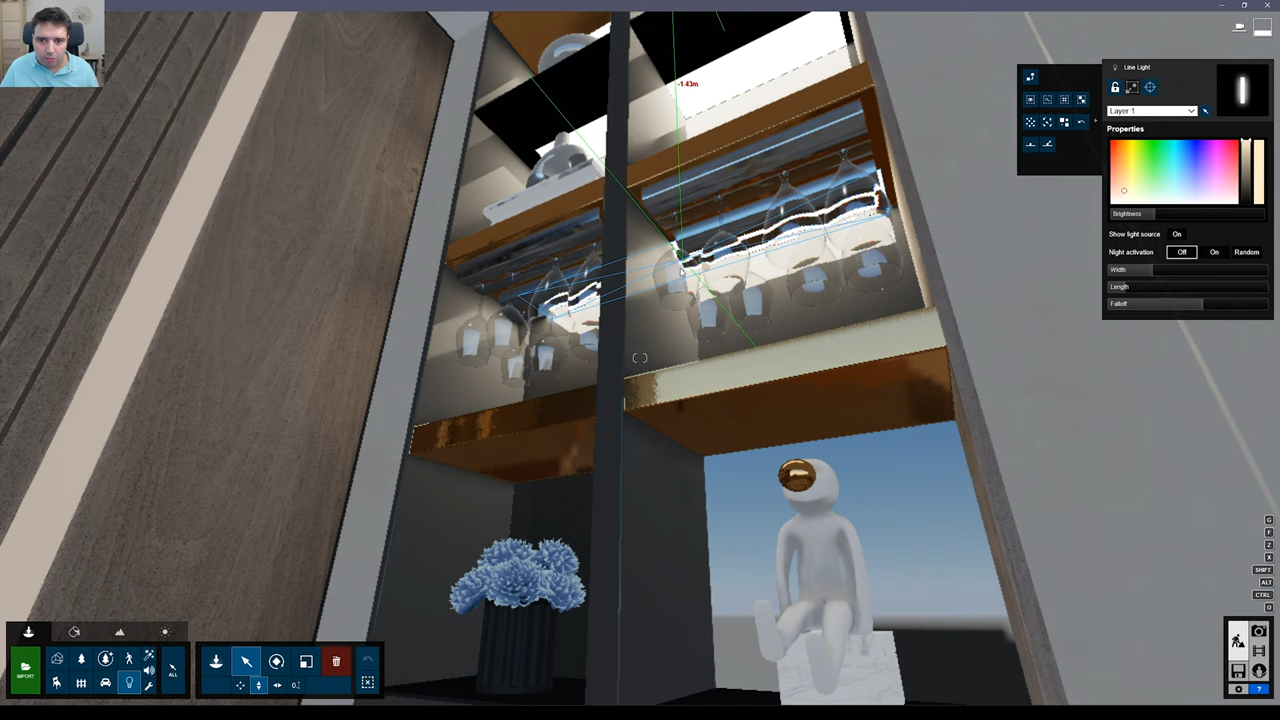 Line Light
-1.43m
Layer 1
Properties
Brightness
Show light source On
Night activation Off On Random
Width
Length
Falloff
G
F
Z
X
SHIFT
ALT
CTRL
O
IMPORT
ALL
?